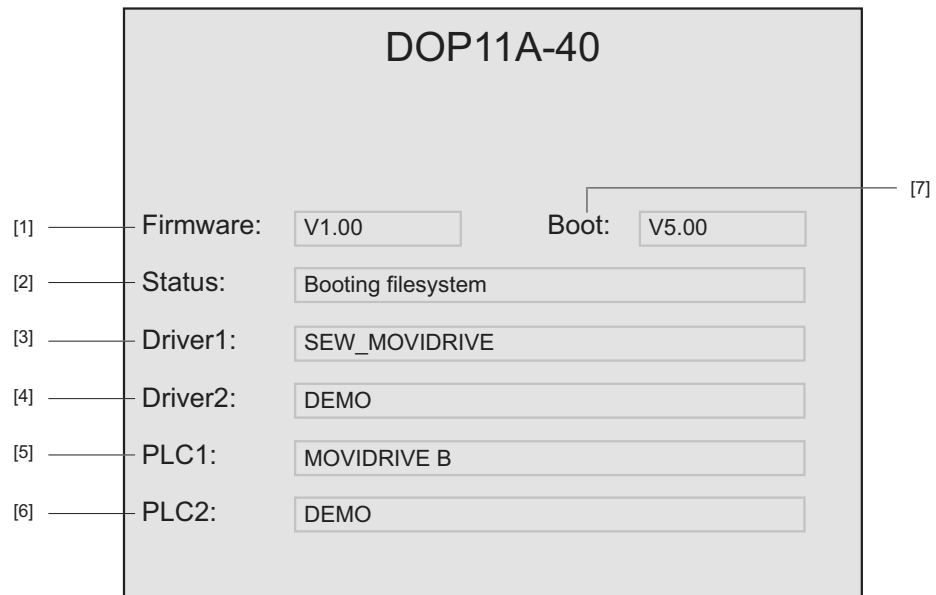 DOP11A-40
[7]
[1] Firmware: V1.00 Boot: V5.00
[2] Status: Booting filesystem
[3] Driver1: SEW_MOVIDRIVE
[4] Driver2: DEMO
[5] PLC1: MOVIDRIVE B
[6] PLC2: DEMO